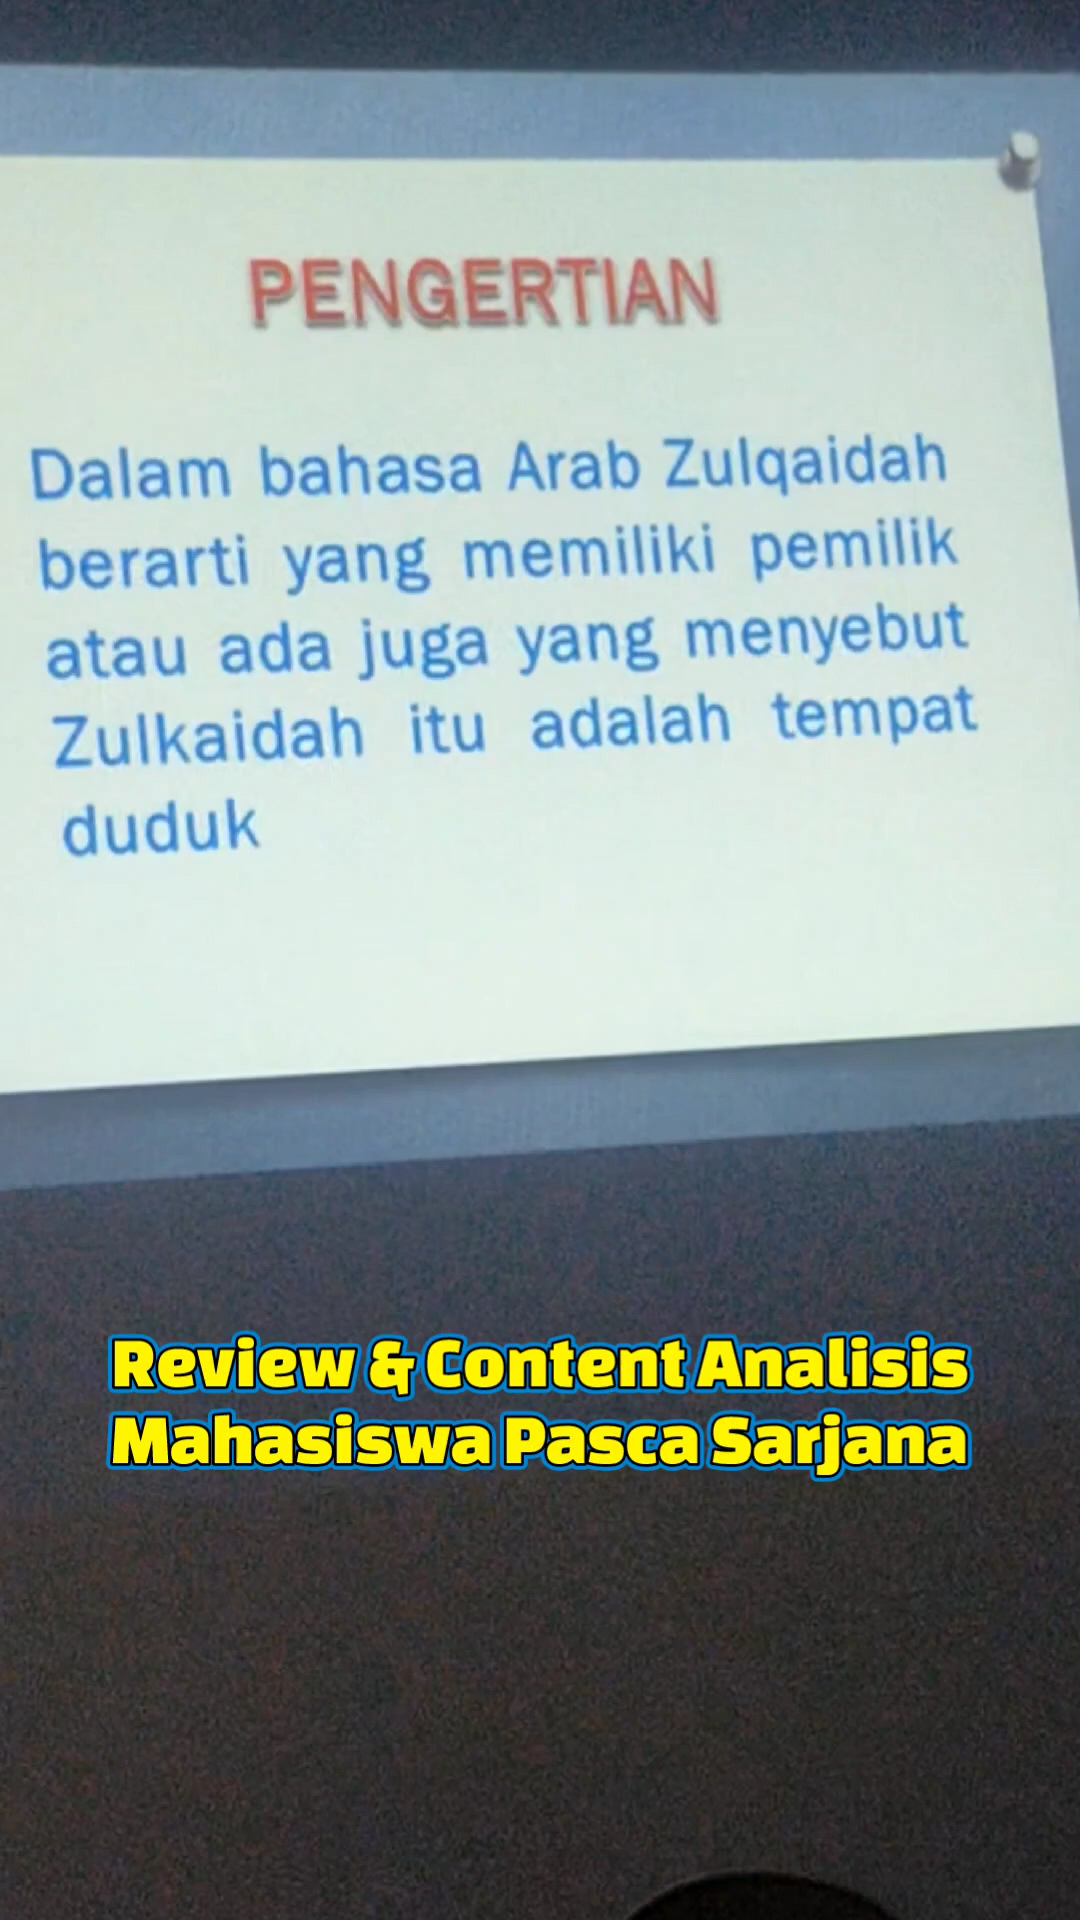 PENGERTIAN
Dalam bahasa Arab Zulqaidah
berarti yang memiliki pemilik
atau ada juga yang menyebut
Zulkaidah itu adalah tempat
duduk
Review & Content Analisis
Mahasiswa Pasca Sarjana